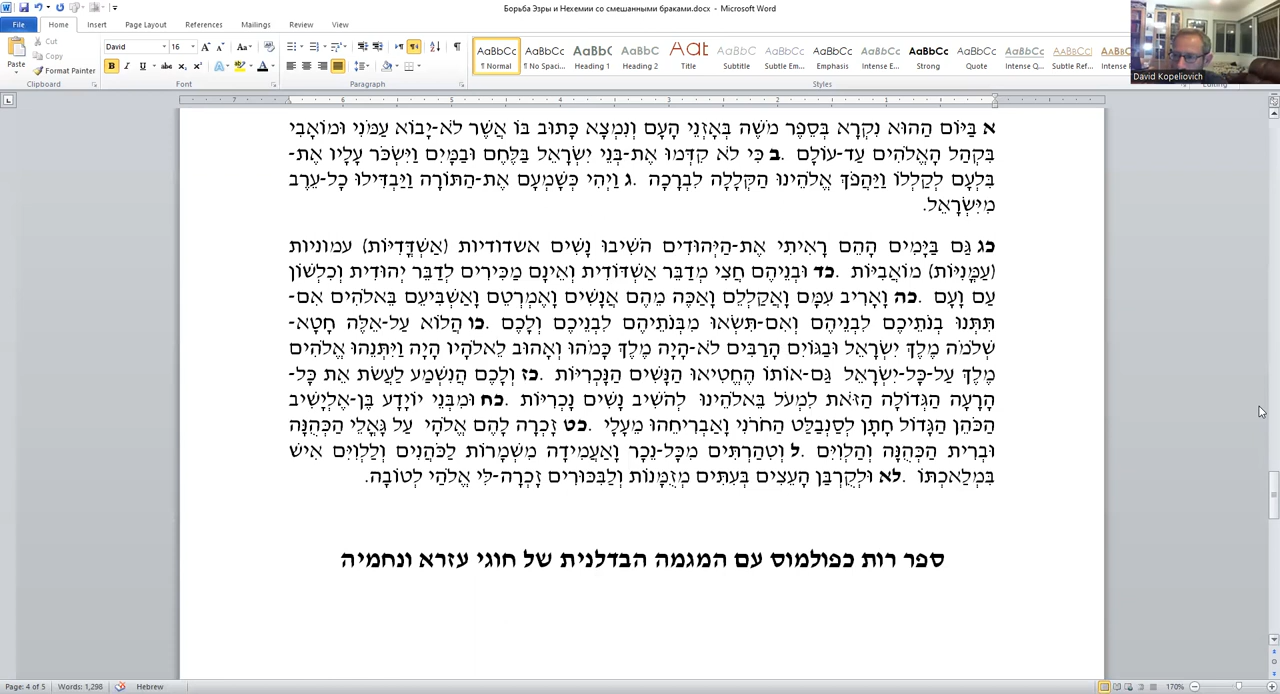 Борьба Эзры и Нехемии со смешанными браками.docx - Microsoft Word
File Home Insert Page Layout References Mailings Review View
Paste Cut Copy Format Painter
Clipboard
David 16
Font
Paragraph
AaBbCc AaBbCc AaBbC AaBbCc Aat AaBbCc AaBbCc AaBbCc AaBbCc AaBbCc AaBbCc AaBbCcI AaBbC
¶ Normal ¶ No Spaci... Heading 1 Heading 2 Title Subtitle Subtle Em... Emphasis Intense E... Strong Quote Intense Q... Subtle Ref...
Styles
Editing
David Kopeliovich
א בַּיּוֹם הַהוּא נִקְרָא בְּסֵפֶר מֹשֶׁה בְּאָזְנֵי הָעָם וְנִמְצָא כָּתוּב בּוֹ אֲשֶׁר לֹא-יָבוֹא עַמֹּנִי וּמוֹאָבִי
בִּקְהַל הָאֱלֹהִים עַד-עוֹלָם. ב כִּי לֹא קִדְּמוּ אֶת-בְּנֵי יִשְׂרָאֵל בַּלֶּחֶם וּבַמָּיִם וַיִּשְׂכֹּר עָלָיו אֶת-
בִּלְעָם לְקַלְלוֹ וַיַּהֲפֹךְ אֱלֹהֵינוּ הַקְּלָלָה לִבְרָכָה. ג וַיְהִי כְּשָׁמְעָם אֶת-הַתּוֹרָה וַיַּבְדִּילוּ כָל-עֵרֶב
מִיִּשְׂרָאֵל.
כג גַּם בַּיָּמִים הָהֵם רָאִיתִי אֶת-הַיְּהוּדִים הֹשִׁיבוּ נָשִׁים אשדודיות (אַשְׁדֳּדִיּוֹת) עמוניות
(עַמֳּנִיּוֹת) מוֹאֲבִיּוֹת. כד וּבְנֵיהֶם חֲצִי מְדַבֵּר אַשְׁדּוֹדִית וְאֵינָם מַכִּירִים לְדַבֵּר יְהוּדִית וְכִלְשׁוֹן
עַם וָעָם. כה וָאָרִיב עִמָּם וָאֲקַלְלֵם וָאַכֶּה מֵהֶם אֲנָשִׁים וָאֶמְרְטֵם וָאַשְׁבִּיעֵם בֵּאלֹהִים אִם-
תִּתְּנוּ בְנֹתֵיכֶם לִבְנֵיהֶם וְאִם-תִּשְׂאוּ מִבְּנֹתֵיהֶם לִבְנֵיכֶם וְלָכֶם. כו הֲלוֹא עַל-אֵלֶּה חָטָא-
שְׁלֹמֹה מֶלֶךְ יִשְׂרָאֵל וּבַגּוֹיִם הָרַבִּים לֹא-הָיָה מֶלֶךְ כָּמֹהוּ וְאָהוּב לֵאלֹהָיו הָיָה וַיִּתְּנֵהוּ אֱלֹהִים
מֶלֶךְ עַל-כָּל-יִשְׂרָאֵל גַּם-אוֹתוֹ הֶחֱטִיאוּ הַנָּשִׁים הַנָּכְרִיּוֹת. כז וְלָכֶם הֲנִשְׁמַע לַעֲשֹׂת אֵת כָּל-
הָרָעָה הַגְּדוֹלָה הַזֹּאת לִמְעֹל בֵּאלֹהֵינוּ לְהֹשִׁיב נָשִׁים נָכְרִיּוֹת. כח וּמִבְּנֵי יוֹיָדָע בֶּן-אֶלְיָשִׁיב
הַכֹּהֵן הַגָּדוֹל חָתָן לְסַנְבַלַּט הַחֹרֹנִי וָאַבְרִיחֵהוּ מֵעָלָי. כט זָכְרָה לָהֶם אֱלֹהָי עַל גָּאֳלֵי הַכְּהֻנָּה
וּבְרִית הַכְּהֻנָּה וְהַלְוִיִּם. ל וְטִהַרְתִּים מִכָּל-נֵכָר וָאַעֲמִידָה מִשְׁמָרוֹת לַכֹּהֲנִים וְלַלְוִיִּם אִישׁ
בִּמְלַאכְתּוֹ. לא וּלְקֻרְבַּן הָעֵצִים בְּעִתִּים מְזֻמָּנוֹת וְלַבִּכּוּרִים זָכְרָה-לִּי אֱלֹהַי לְטוֹבָה.
ספר רות כפולמוס עם המגמה הבדלנית של חוגי עזרא ונחמיה
Page: 4 of 5 Words: 1,298 Hebrew 170%